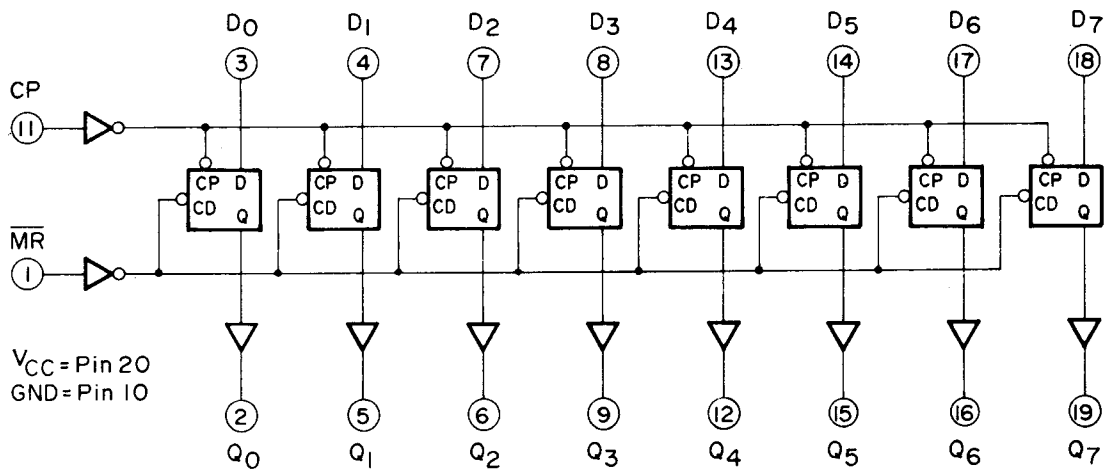 D0 D1 D2 D3 D4 D5 D6 D7
3 4 7 8 13 14 17 18
CP
11
CP D CP D CP D CP D CP D CP D CP D CP D
CD Q CD Q CD Q CD Q CD Q CD Q CD Q CD Q
M̅R̅
1
VCC = Pin 20
GND = Pin 10
2 5 6 9 12 15 16 19
Q0 Q1 Q2 Q3 Q4 Q5 Q6 Q7